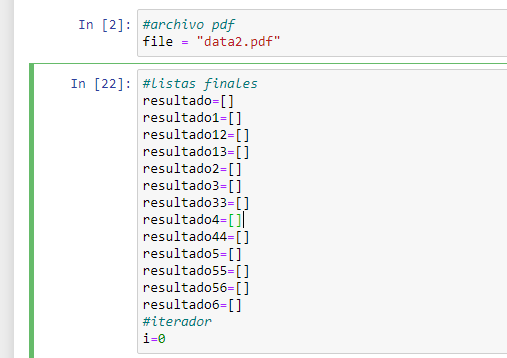 In [2]: #archivo pdf
file = "data2.pdf"
In [22]: #listas finales
resultado=[]
resultado1=[]
resultado12=[]
resultado13=[]
resultado2=[]
resultado3=[]
resultado33=[]
resultado4=[]
resultado44=[]
resultado5=[]
resultado55=[]
resultado56=[]
resultado6=[]
#iterador
i=0